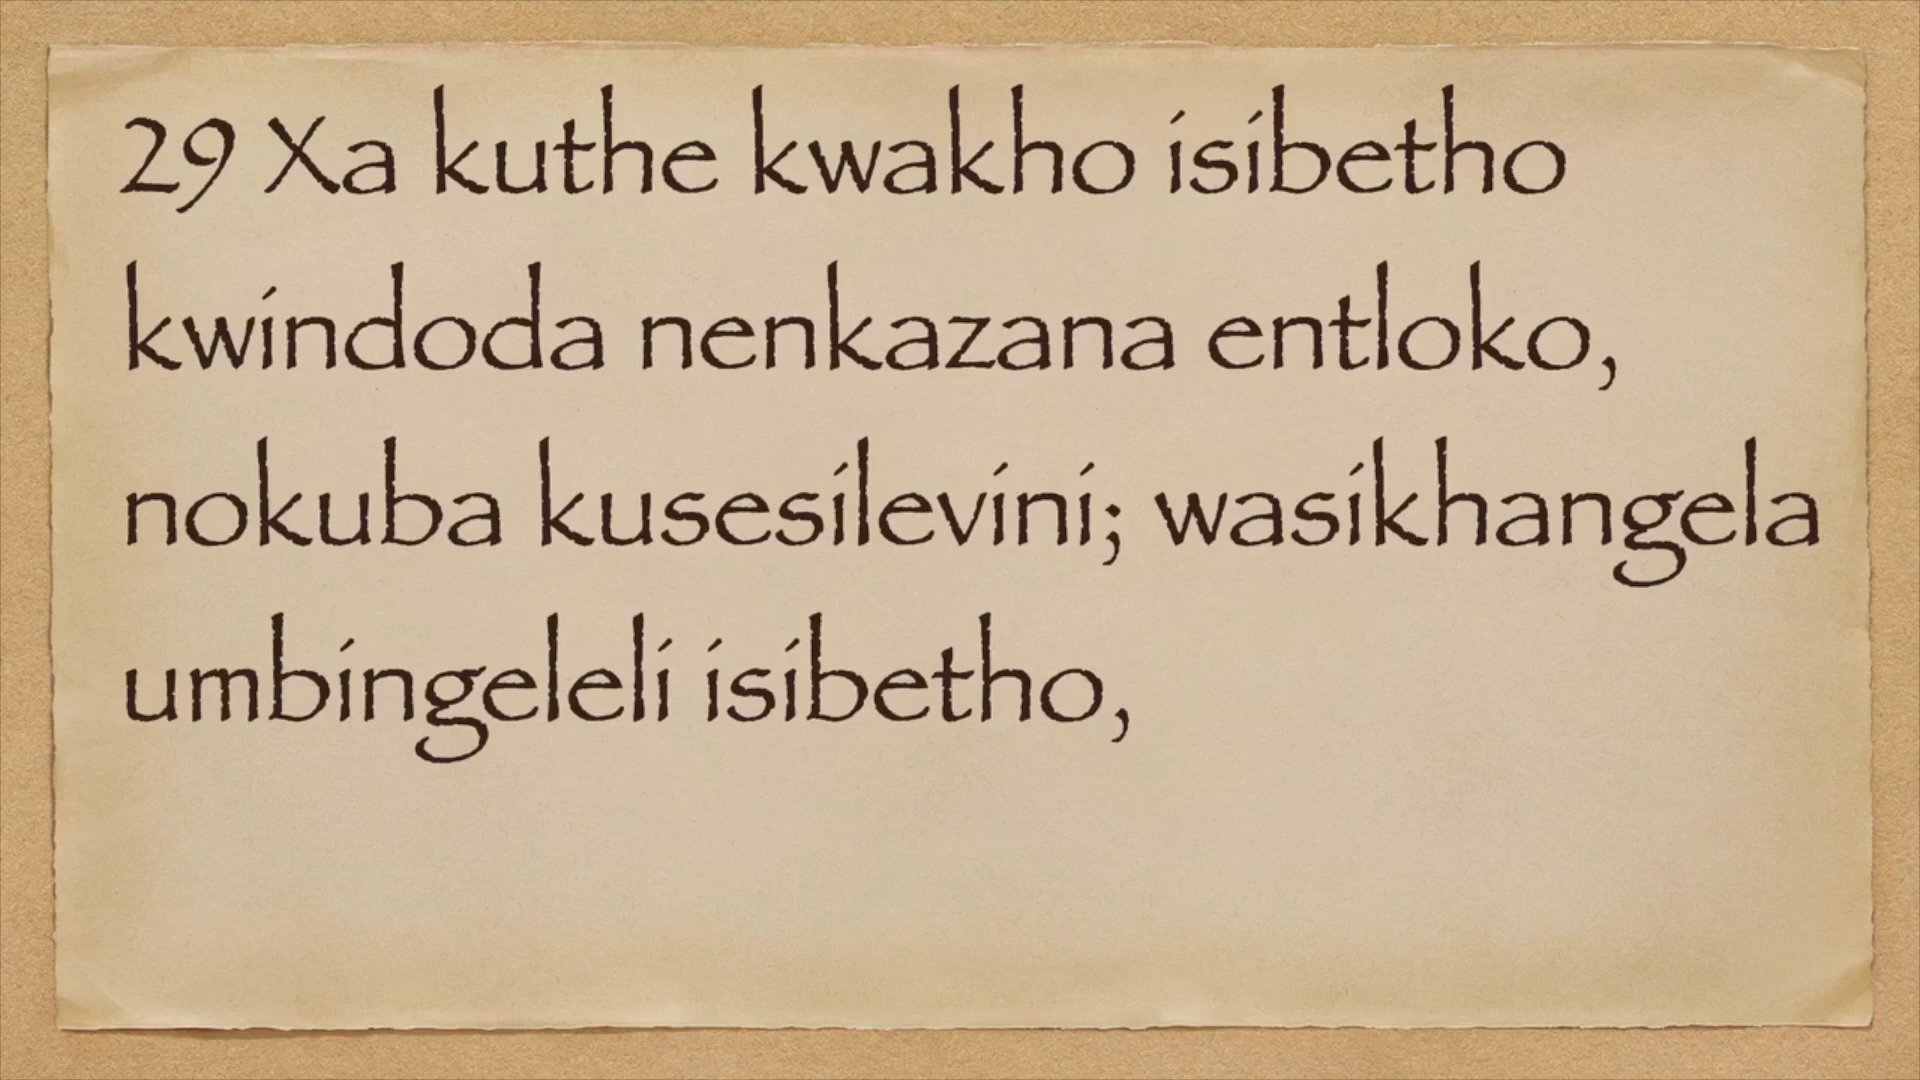 29 Xa kuthe kwakho isibetho
kwindoda nenkazana entloko,
nokuba kusesilevini; wasikhangela
umbingeleli isibetho,